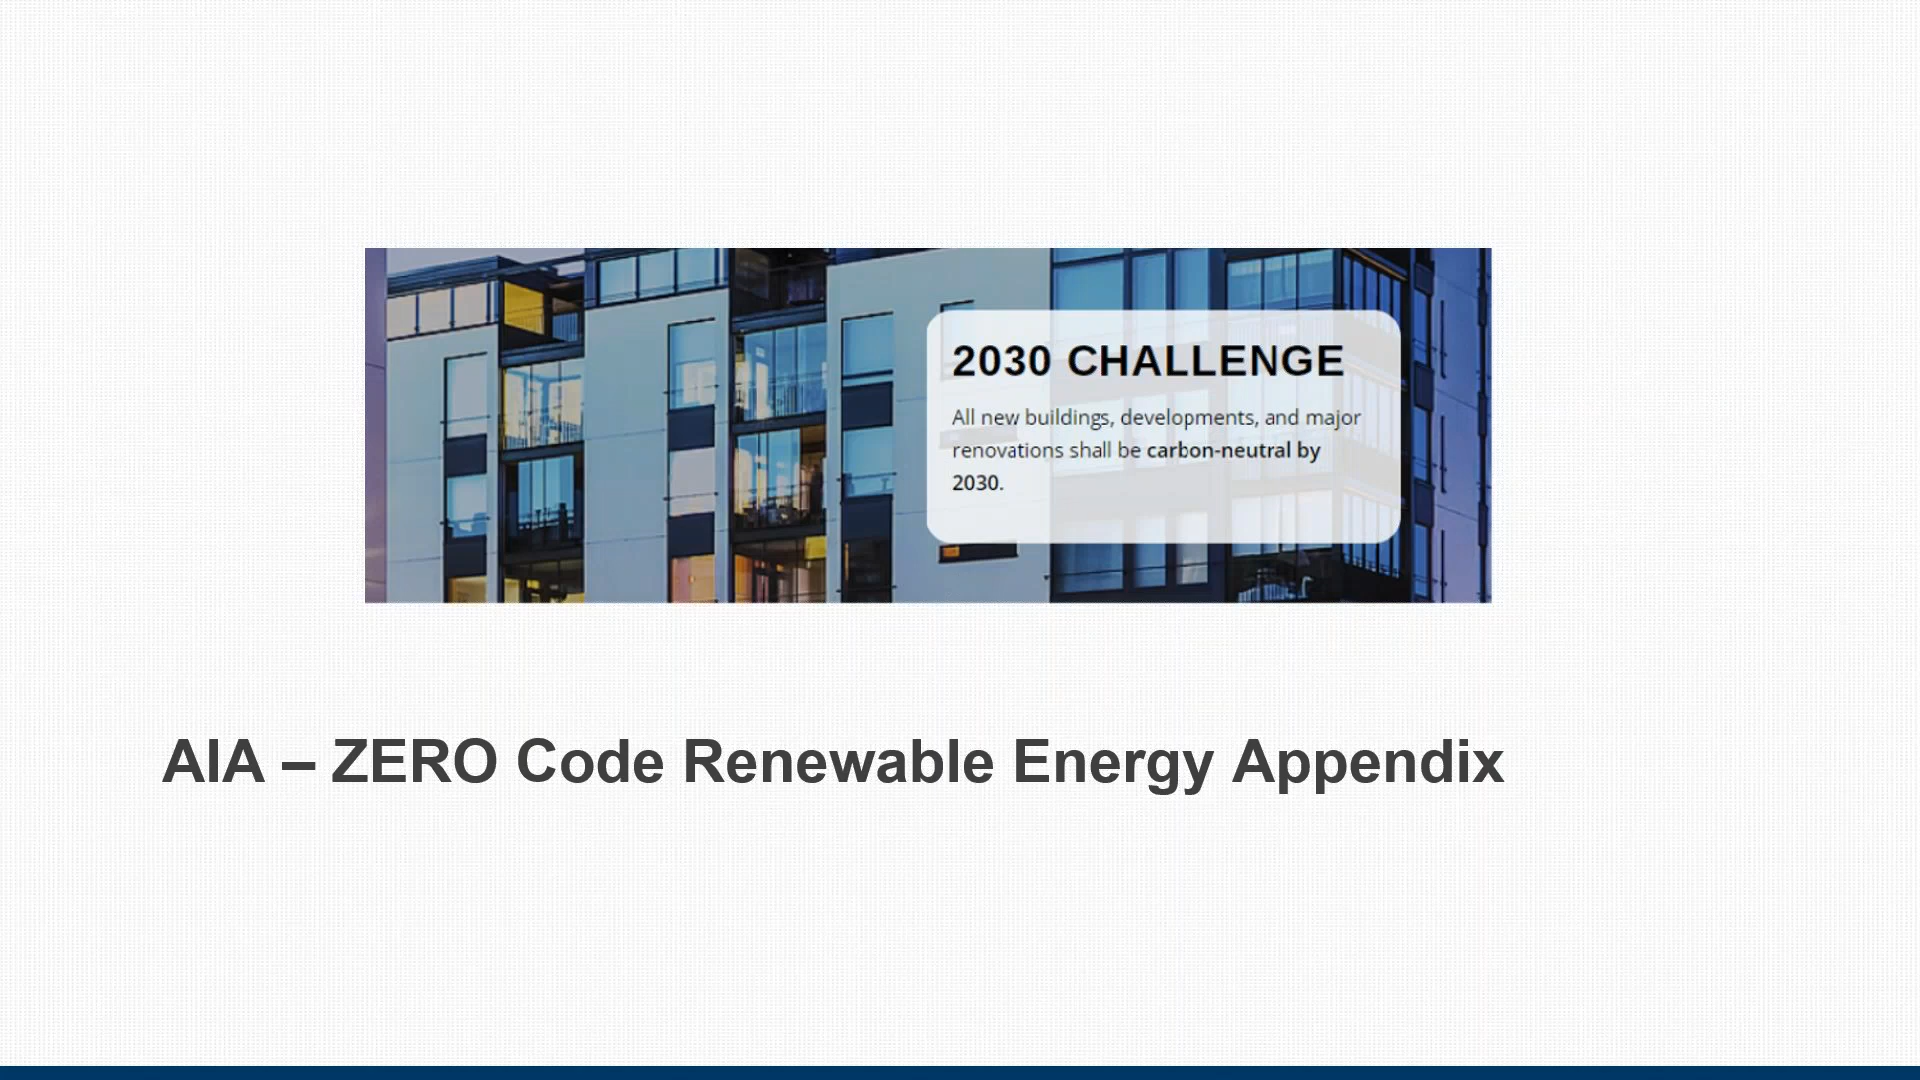 2030 CHALLENGE
All new buildings, developments, and major
renovations shall be carbon-neutral by
2030.
AIA – ZERO Code Renewable Energy Appendix